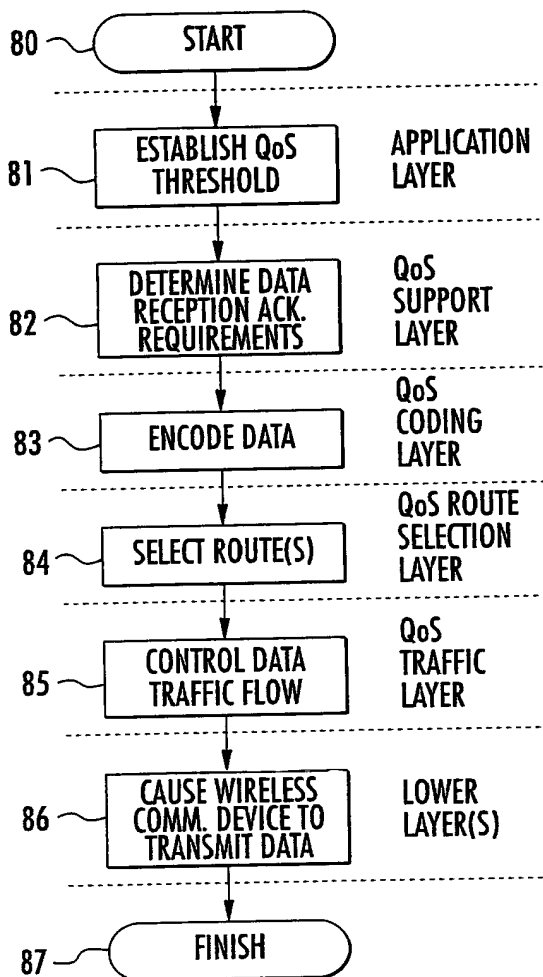 80
START
81
ESTABLISH QoS
THRESHOLD
APPLICATION
LAYER
82
DETERMINE DATA
RECEPTION ACK.
REQUIREMENTS
QoS
SUPPORT
LAYER
83
ENCODE DATA
QoS
CODING
LAYER
84
SELECT ROUTE(S)
QoS ROUTE
SELECTION
LAYER
85
CONTROL DATA
TRAFFIC FLOW
QoS
TRAFFIC
LAYER
86
CAUSE WIRELESS
COMM. DEVICE TO
TRANSMIT DATA
LOWER
LAYER(S)
87
FINISH